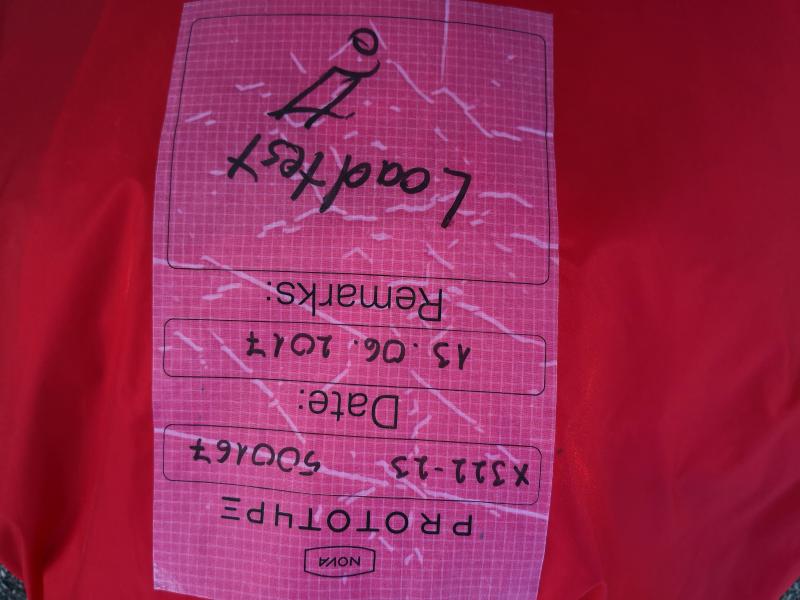 NOVA
PROTOTYPE
X322-23 500167
Date:
13.06.2017
Remarks:
Loadtest